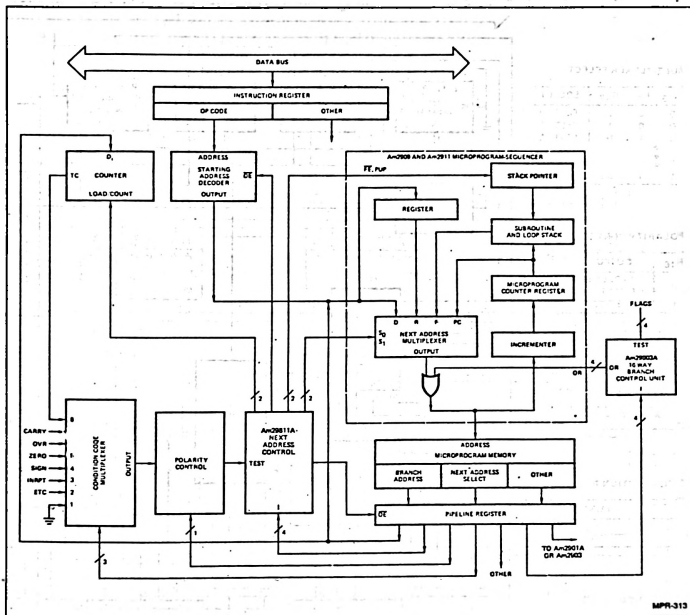 DATA BUS
INSTRUCTION REGISTER
OP CODE
OTHER
Am2909 AND Am2911 MICROPROGRAM-SEQUENCER
D₁
TC
COUNTER
LOAD COUNT
ADDRESS
STARTING
ADDRESS
DECODER
OE
OUTPUT
FE, PUP
STACK POINTER
REGISTER
SUBROUTINE
AND LOOP STACK
MICROPROGRAM
COUNTER REGISTER
D R F PC
S₀
S₁
NEXT ADDRESS
MULTIPLEXER
OUTPUT
INCREMENTER
FLAGS
4
TEST
Am29803A
16 WAY
BRANCH
CONTROL UNIT
I
OR
4
OR
4
2
2
2
CARRY
OVR
ZERO
SIGN
INRPT
ETC
5
4
3
2
1
CONDITION CODE
MULTIPLEXER
OUTPUT
POLARITY
CONTROL
Am29811A-
NEXT
ADDRESS
CONTROL
TEST
I
ADDRESS
MICROPROGRAM MEMORY
BRANCH
ADDRESS
NEXT ADDRESS
SELECT
OTHER
OE
PIPELINE REGISTER
1
4
3
OTHER
TO Am2901A
OR Am2903
MPR-313